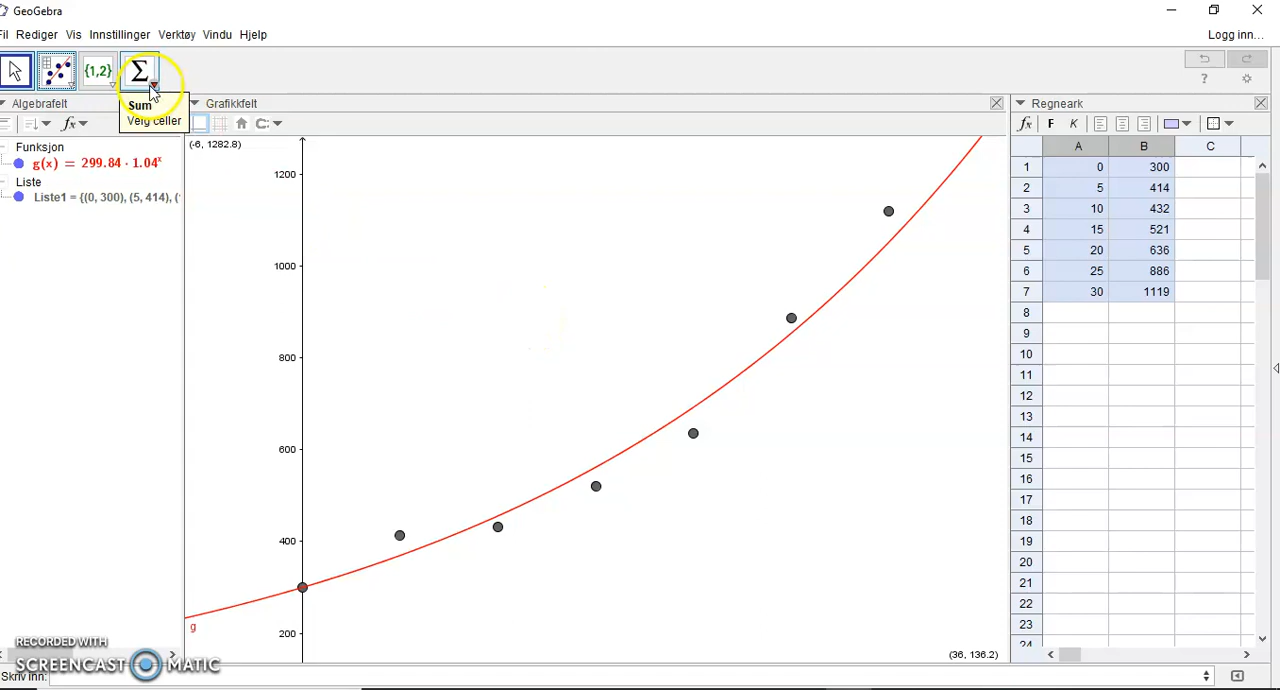 GeoGebra
Fil Rediger Vis Innstillinger Verktøy Vindu Hjelp
Logg inn...
{1,2} Σ
?
Sum
Velg celler
Algebrafelt
Grafikkfelt
Regneark
fx
fx F K
Funksjon
g(x) = 299.84 · 1.04ˣ
Liste
Liste1 = {(0, 300), (5, 414), (
(-6, 1282.8)
1200
1000
800
600
400
200
g
(36, 136.2)
A B C
1 0 300
2 5 414
3 10 432
4 15 521
5 20 636
6 25 886
7 30 1119
8
9
10
11
12
13
14
15
16
17
18
19
20
21
22
23
24
RECORDED WITH
SCREENCAST MATIC
Skriv inn: